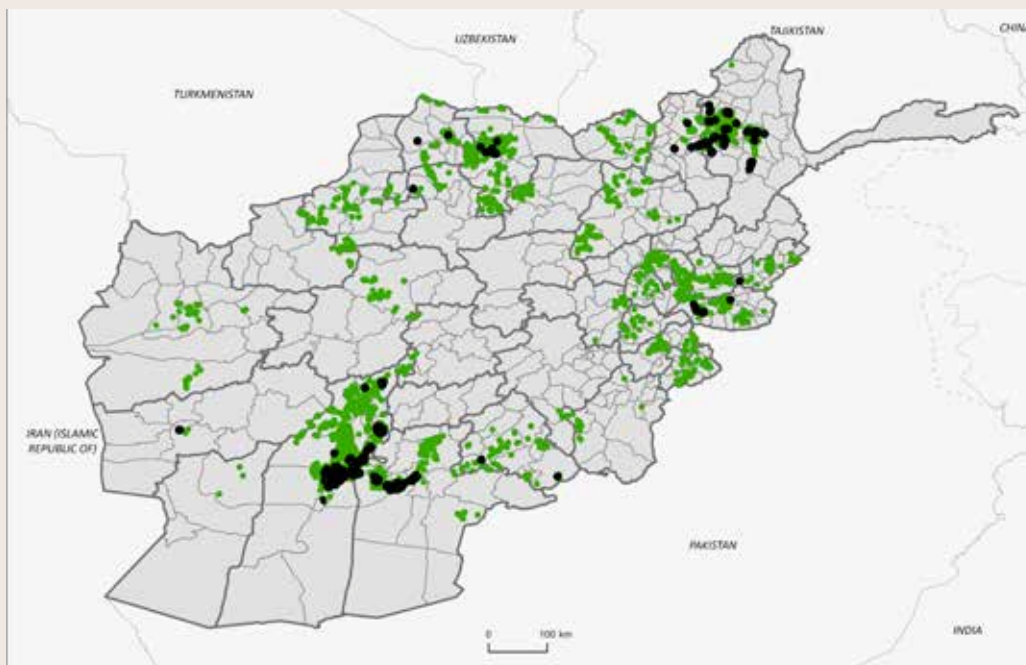 UZBEKISTAN
TAJIKISTAN
CHINA
TURKMENISTAN
IRAN (ISLAMIC
REPUBLIC OF)
PAKISTAN
0 100 km
INDIA